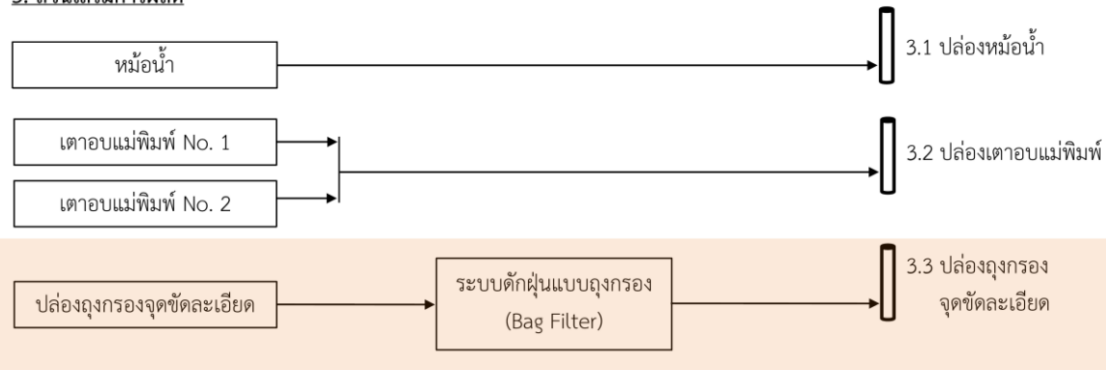 หม้อน้ำ
3.1 ปล่องหม้อน้ำ
เตาอบแม่พิมพ์ No. 1
เตาอบแม่พิมพ์ No. 2
3.2 ปล่องเตาอบแม่พิมพ์
ปล่องถุงกรองจุดขัดละเอียด
ระบบดักฝุ่นแบบถุงกรอง
(Bag Filter)
3.3 ปล่องถุงกรอง
จุดขัดละเอียด